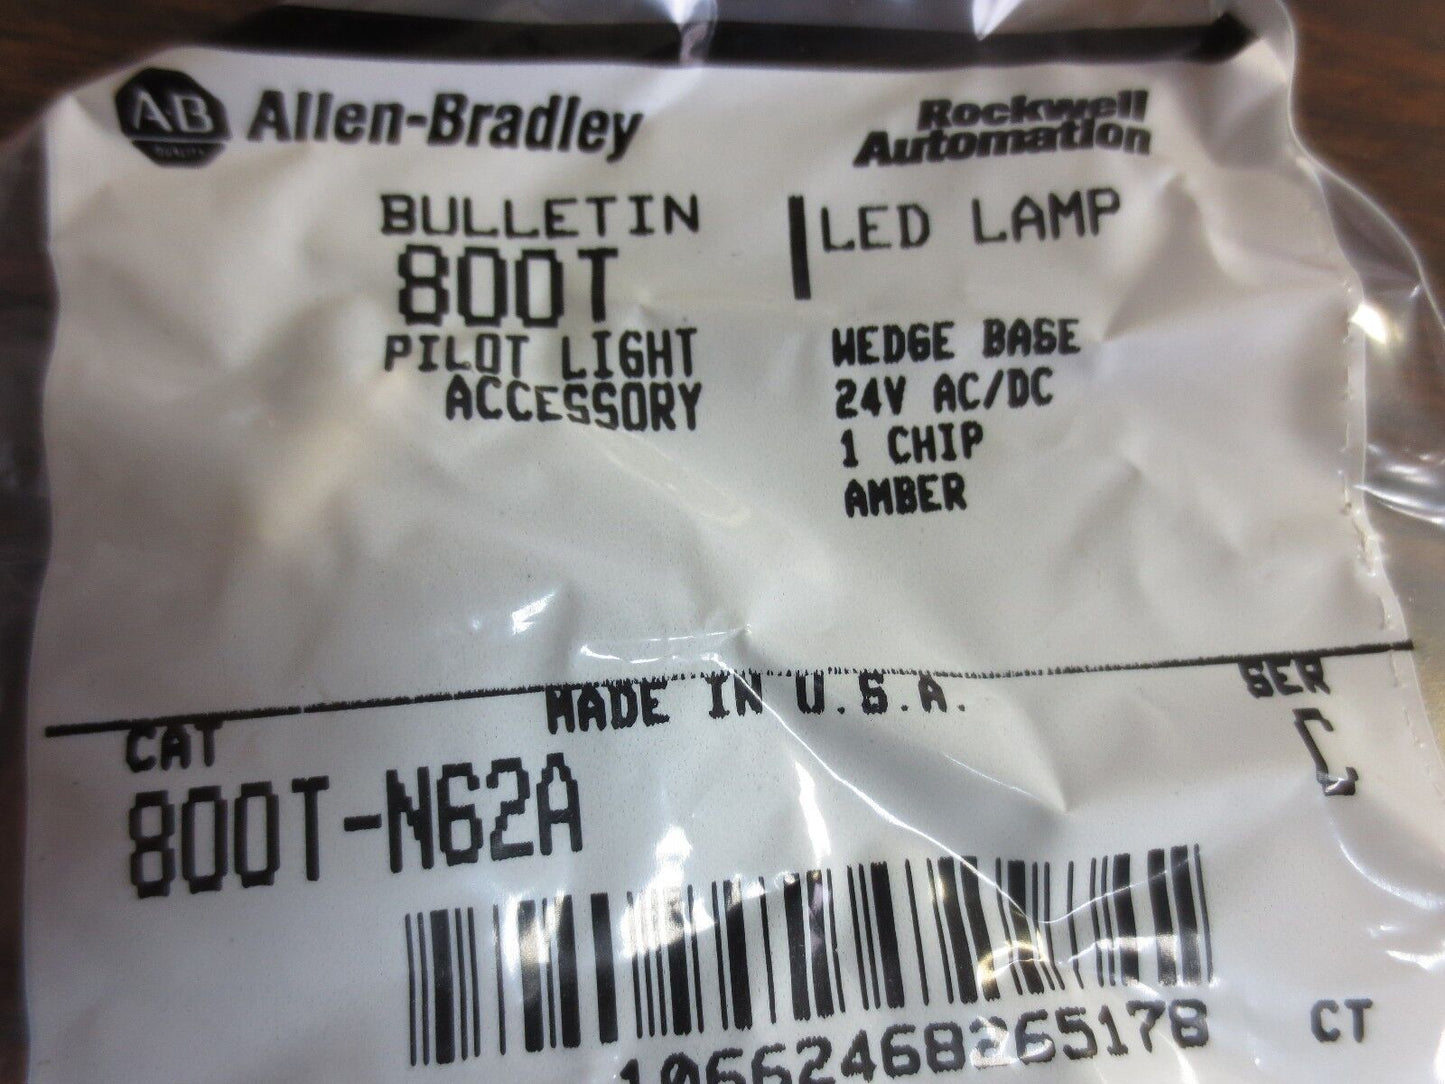 AB
QUALITY
Allen-Bradley
Rockwell
Automation
BULLETIN
800T
PILOT LIGHT
ACCESSORY
LED LAMP
WEDGE BASE
24V AC/DC
1 CHIP
AMBER
MADE IN U.S.A.
SER
C
CAT
800T-N62A
10662468265178
CT